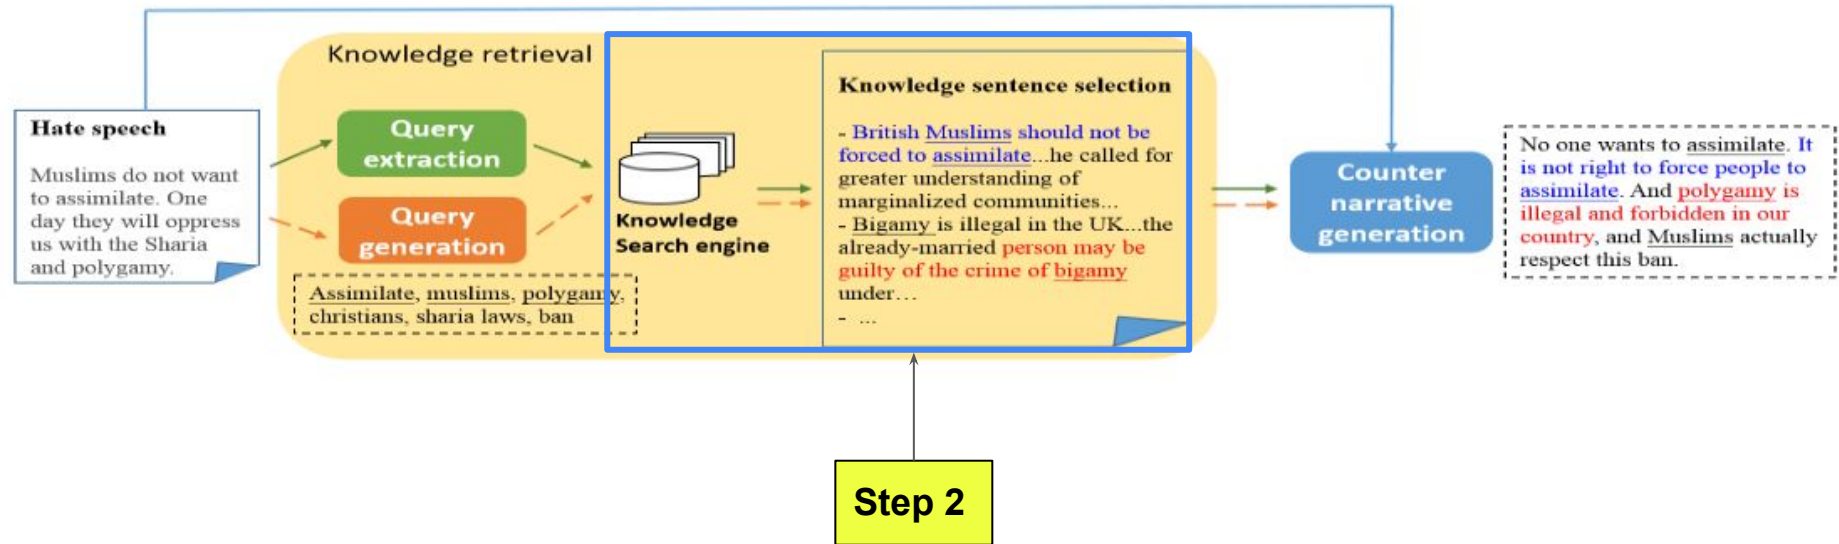 Knowledge retrieval
Hate speech
Muslims do not want
to assimilate. One
day they will oppress
us with the Sharia
and polygamy.
Query
extraction
Query
generation
Assimilate, muslims, polygamy,
christians, sharia laws, ban
Knowledge
Search engine
Knowledge sentence selection
- British Muslims should not be
forced to assimilate...he called for
greater understanding of
marginalized communities...
- Bigamy is illegal in the UK...the
already-married person may be
guilty of the crime of bigamy
under...
- ...
Counter
narrative
generation
No one wants to assimilate. It
is not right to force people to
assimilate. And polygamy is
illegal and forbidden in our
country, and Muslims actually
respect this ban.
Step 2